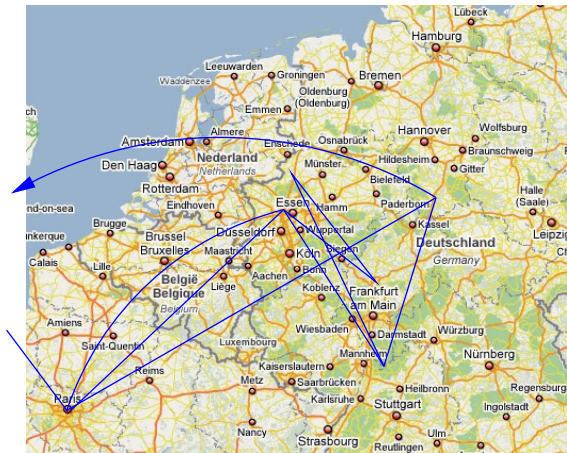 Lübeck
Hamburg
Leeuwarden
Groningen
Waddenzee
Bremen
Oldenburg
(Oldenburg)
Emmen
Amsterdam
Almere
Enschede
Osnabrück
Hannover
Wolfsburg
Braunschweig
Hildesheim
Gitter
Nederland
Netherlands
Den Haag
Rotterdam
Münster
Bielefeld
Hamm
Paderborn
Halle
(Saale)
Leipzig
Eindhoven
Essen
nd-on-sea
Brugge
Düsseldorf
Wuppertal
Kassel
Deutschland
Germany
unkerque
Calais
Brussel
Bruxelles
Maastricht
Köln
Siegen
Bonn
Lille
Aachen
België
Belgique
Belgium
Liège
Koblenz
Frankfurt
am Main
Amiens
Saint-Quentin
Luxembourg
Wiesbaden
Darmstadt
Würzburg
Mannheim
Nürnberg
Kaiserslautern
Reims
Saarbrücken
Paris
Metz
Heilbronn
Karlsruhe
Regensburg
Stuttgart
Ingolstadt
Nancy
Strasbourg
Reutlingen
Ulm